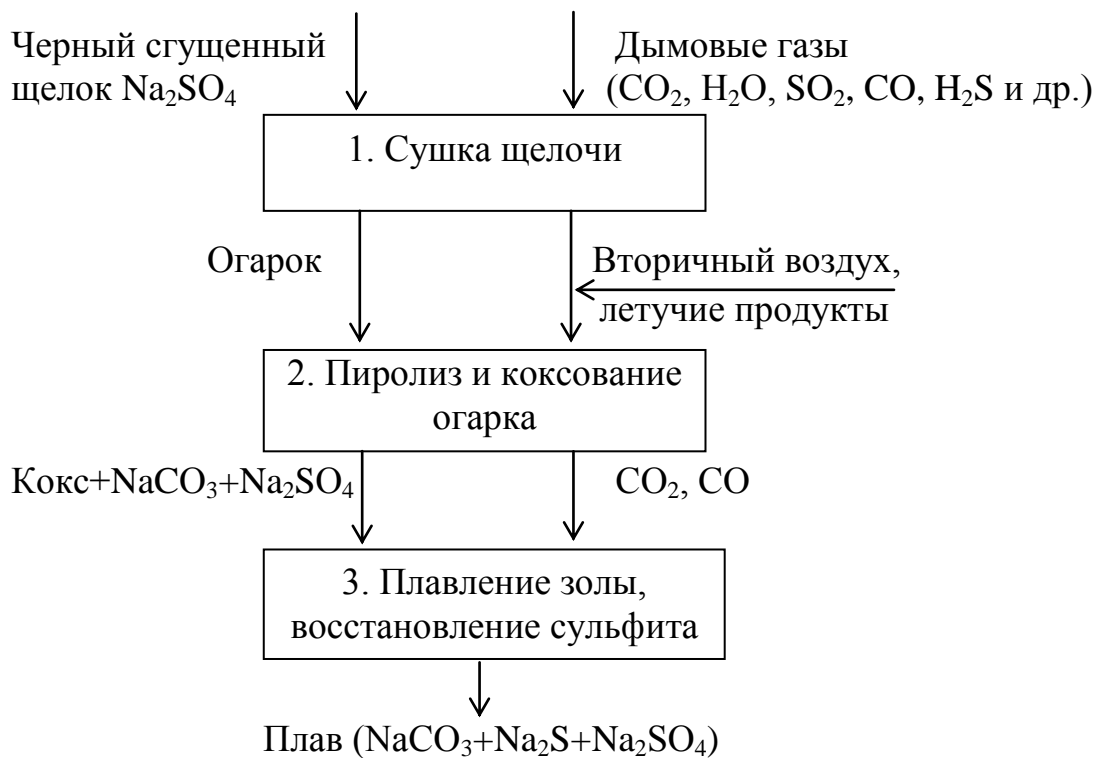 Черный сгущенный
щелок Na₂SO₄
Дымовые газы
(CO₂, H₂O, SO₂, CO, H₂S и др.)
1. Сушка щелочи
Огарок
Вторичный воздух,
летучие продукты
2. Пиролиз и коксование
огарка
Кокс+NaCO₃+Na₂SO₄
CO₂, CO
3. Плавление золы,
восстановление сульфита
Плав (NaCO₃+Na₂S+Na₂SO₄)